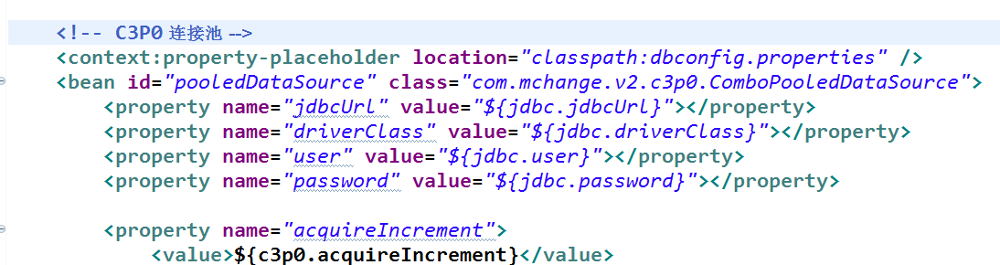 <!-- C3P0 连接池 -->
<context:property-placeholder location="classpath:dbconfig.properties" />
<bean id="pooledDataSource" class="com.mchange.v2.c3p0.ComboPooledDataSource">
<property name="jdbcUrl" value="${jdbc.jdbcUrl}"></property>
<property name="driverClass" value="${jdbc.driverClass}"></property>
<property name="user" value="${jdbc.user}"></property>
<property name="password" value="${jdbc.password}"></property>
<property name="acquireIncrement">
<value>${c3p0.acquireIncrement}</value>